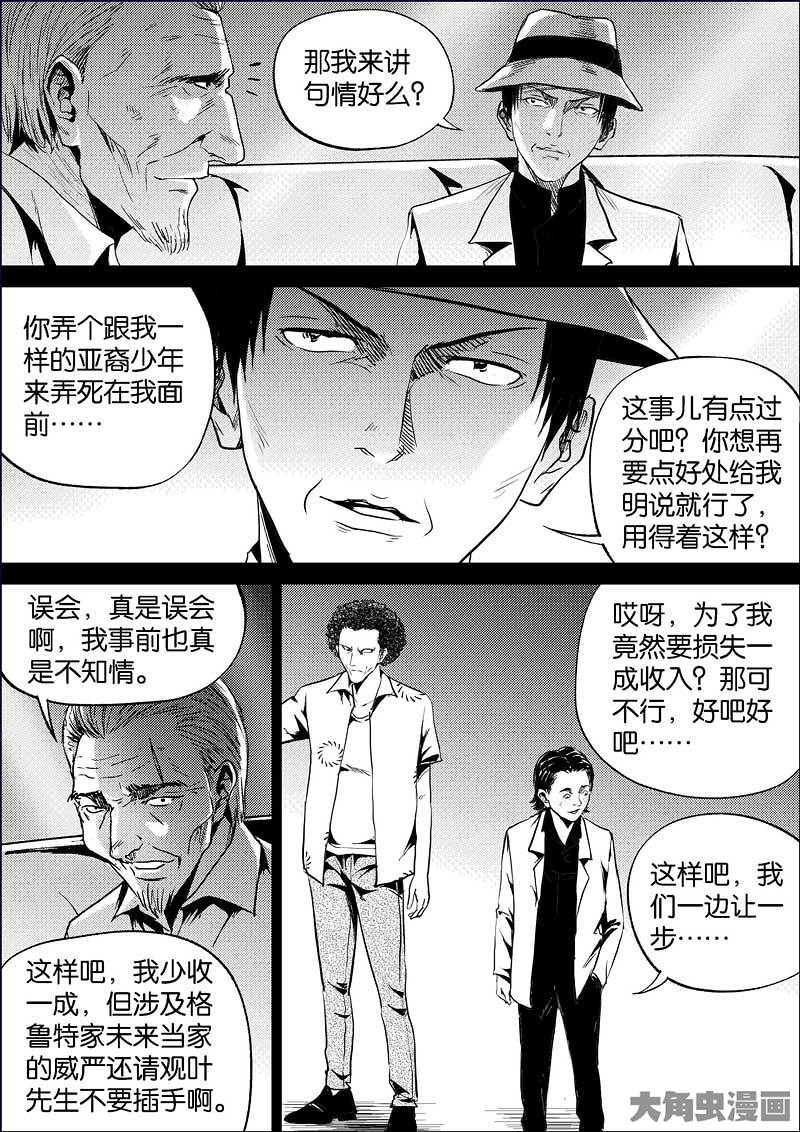 那我来讲
句情好么？
你弄个跟我一
样的亚裔少年
来弄死在我面
前……
这事儿有点过
分吧？你想再
要点好处给我
明说就行了，
用得着这样？
误会，真是误会
啊，我事前也真
是不知情。
这样吧，我少收
一成，但涉及格
鲁特家未来当家
的威严还请观叶
先生不要插手啊。
哎呀，为了我
竟然要损失一
成收入？那可
不行，好吧好
吧……
这样吧，我
们一边让一
步……
大角虫漫画